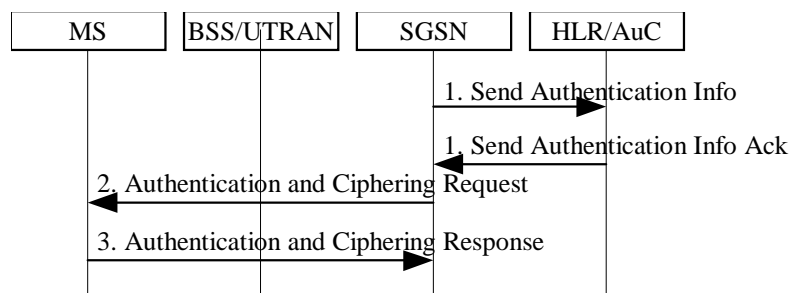 MS BSS/UTRAN SGSN HLR/AuC
1. Send Authentication Info
1. Send Authentication Info Ack
2. Authentication and Ciphering Request
3. Authentication and Ciphering Response